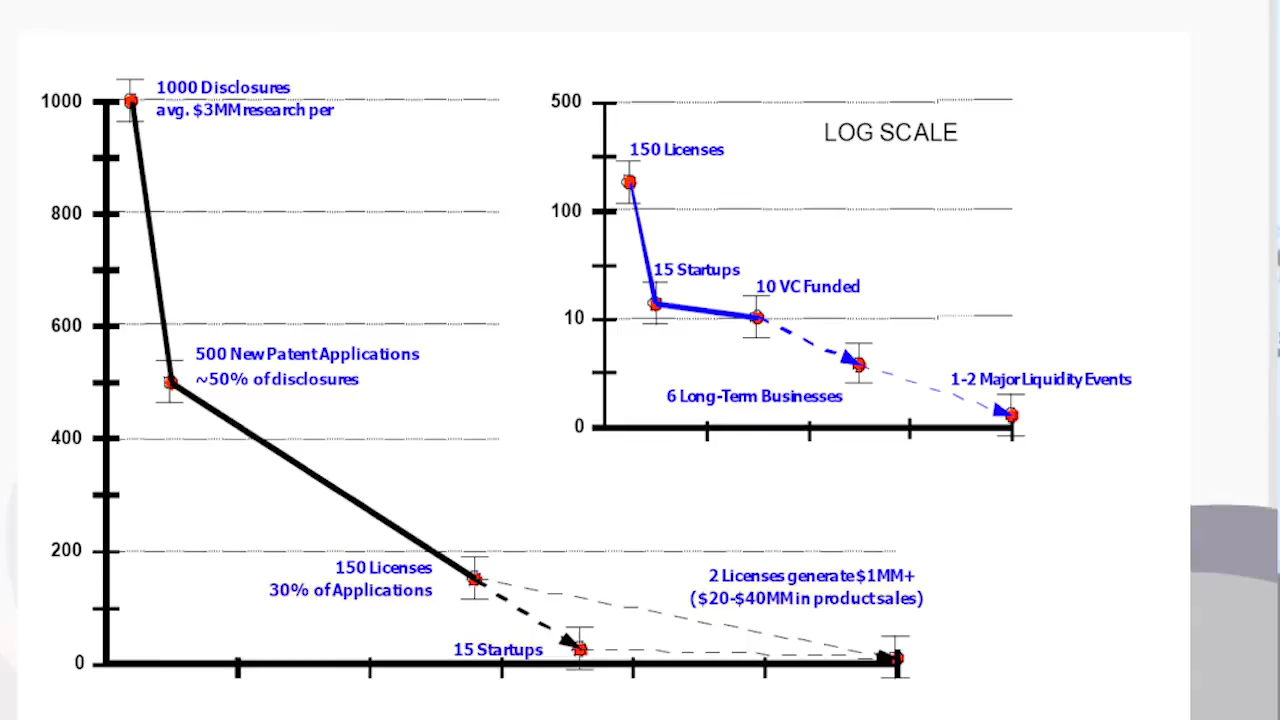 1000 Disclosures
avg. $3MM research per
1000
800
600
400
200
0
500 New Patent Applications
~50% of disclosures
150 Licenses
30% of Applications
15 Startups
2 Licenses generate $1MM+
($20-$40MM in product sales)
LOG SCALE
500
100
10
0
150 Licenses
15 Startups
10 VC Funded
6 Long-Term Businesses
1-2 Major Liquidity Events